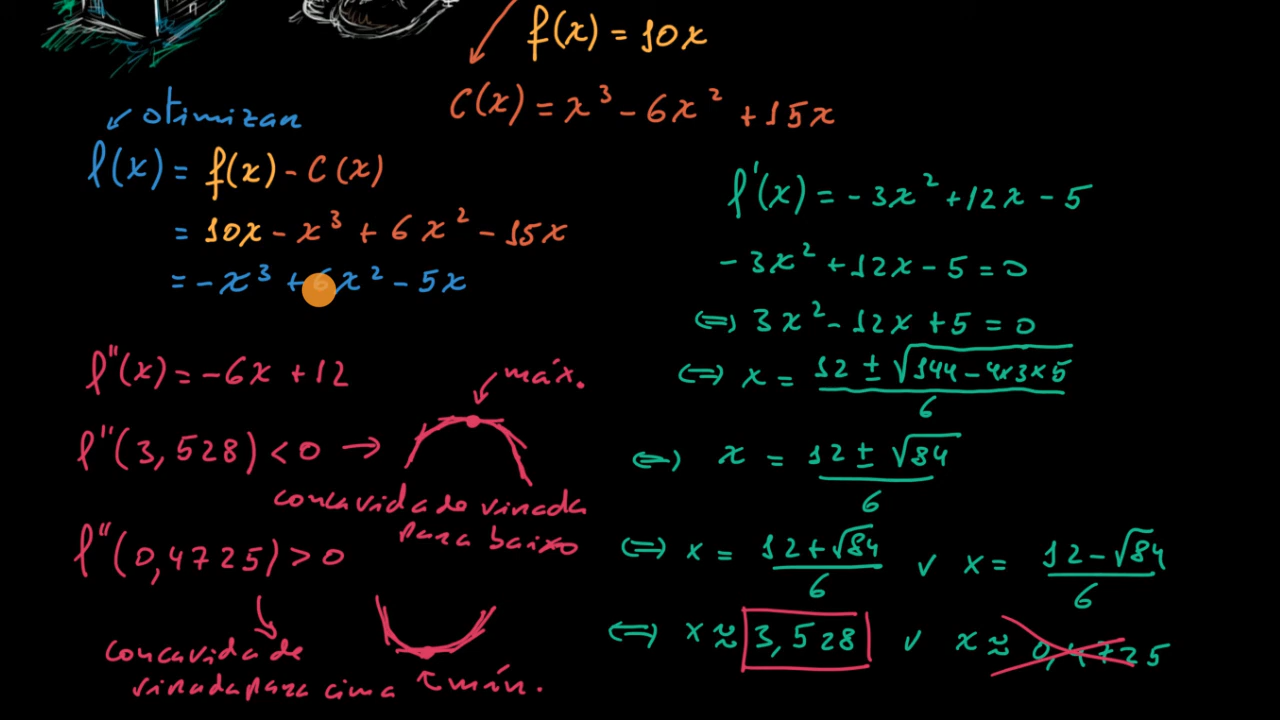 f(x) = 10x
C(x) = x³ - 6x² + 15x
otimizar
l(x) = f(x) - C(x)
= 10x - x³ + 6x² - 15x
= -x³ + 6x² - 5x
l''(x) = -6x + 12
máx.
l''(3,528) < 0 →
concavidade virada
para baixo
l''(0,4725) > 0
concavidade
virada para cima
mín.
l'(x) = -3x² + 12x - 5
-3x² + 12x - 5 = 0
⇔ 3x² - 12x + 5 = 0
⇔ x = (12 ± √(144 - 4×3×5))/6
⇔ x = (12 ± √84)/6
⇔ x = (12 + √84)/6 ∨ x = (12 - √84)/6
⇔ x ≈ 3,528 ∨ x ≈ 0,4725